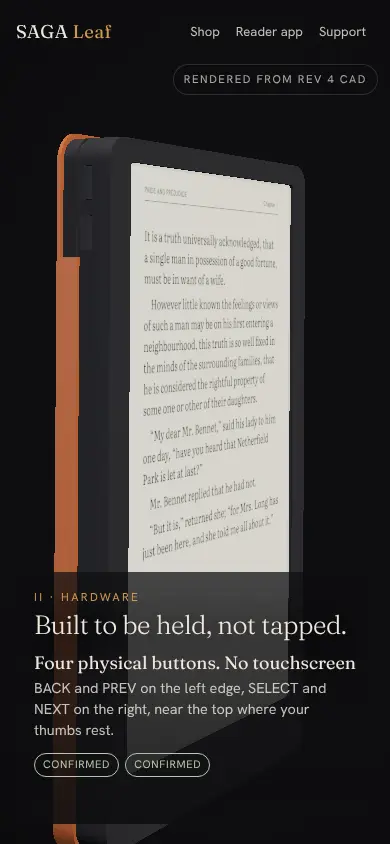 SAGA Leaf
Shop Reader app Support
RENDERED FROM REV 4 CAD
PRIDE AND PREJUDICE
Chapter 1
It is a truth universally acknowledged, that
a single man in possession of a good fortune,
must be in want of a wife.
However little known the feelings or views
of such a man may be on his first entering a
neighbourhood, this truth is so well fixed in
the minds of the surrounding families, that
he is considered the rightful property of
some one or other of their daughters.
“My dear Mr. Bennet,” said his lady to him
one day, “have you heard that Netherfield
Park is let at last?”
Mr. Bennet replied that he had not.
“But it is,” returned she; “for Mrs. Long has
just been here, and she told me all about it.”
II · HARDWARE
Built to be held, not tapped.
Four physical buttons. No touchscreen
BACK and PREV on the left edge, SELECT and
NEXT on the right, near the top where your
thumbs rest.
CONFIRMED CONFIRMED